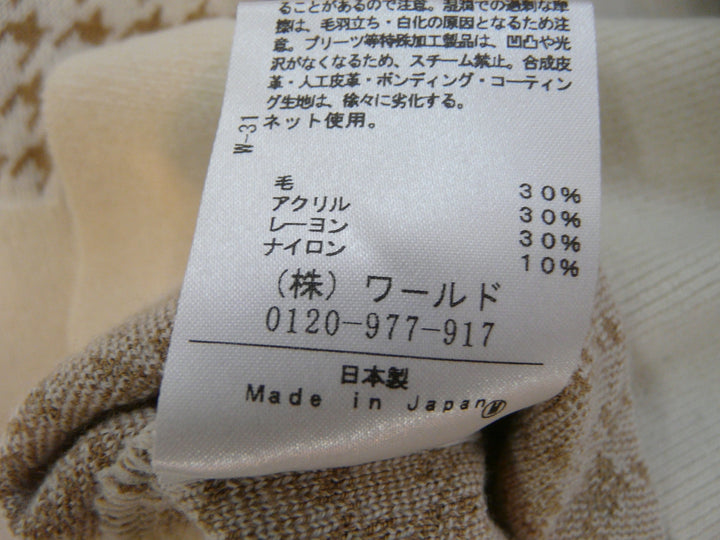 ることがあるので注意。湿潤での過剰な摩
擦は、毛羽立ち・白化の原因となるため注
意。プリーツ等特殊加工製品は、凹凸や光
沢がなくなるため、スチーム禁止。合成皮
革・人工皮革・ボンディング・コーティン
グ生地は、徐々に劣化する。
ネット使用。
W-31
毛 30%
アクリル 30%
レーヨン 30%
ナイロン 10%
(株) ワールド
0120-977-917
日本製
Made in Japan